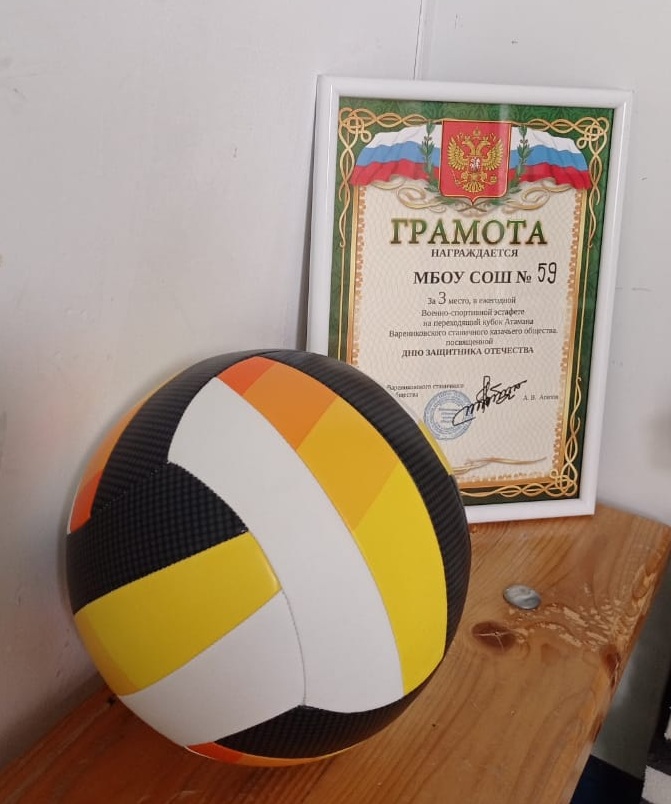 ГРАМОТА
НАГРАЖДАЕТСЯ
МБОУ СОШ № 59
За 3 место, в ежегодной
Военно-спортивной эстафете
на переходящий кубок Атамана
Варениковского станичного казачьего общества,
посвященной
ДНЮ ЗАЩИТНИКА ОТЕЧЕСТВА
Варениковского станичного
А. В.